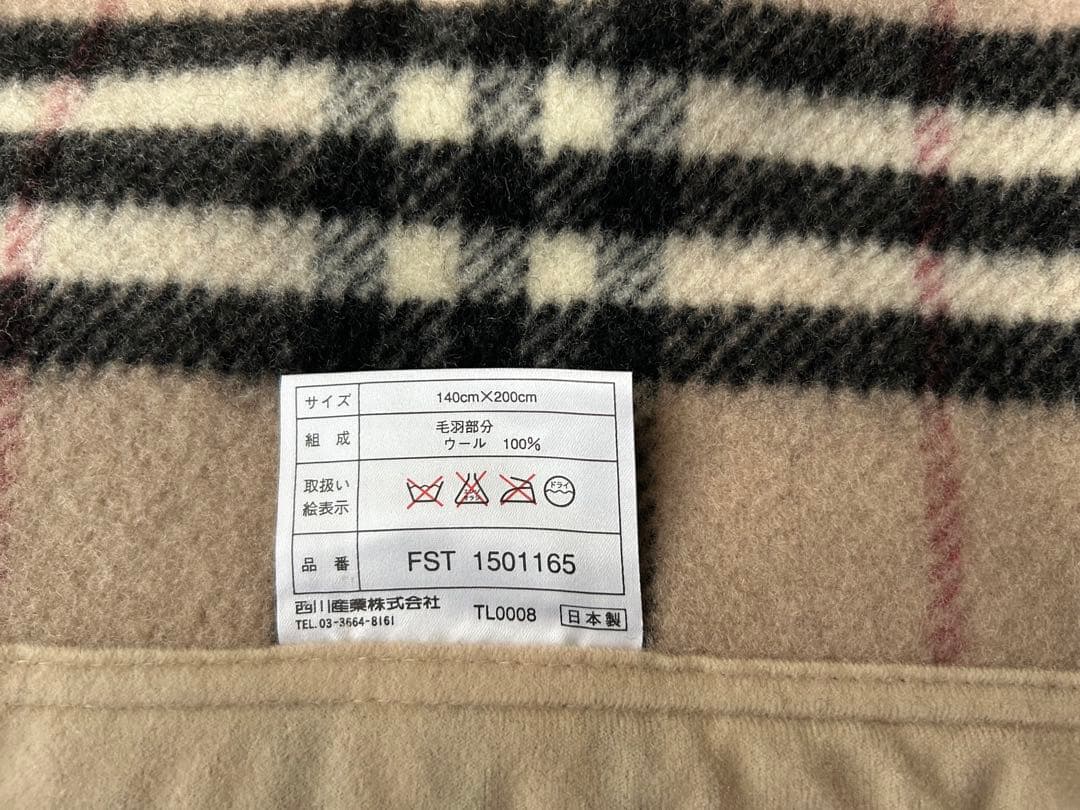 サイズ 140cm×200cm
組成 毛羽部分
ウール 100%
取扱い
絵表示
ドライ
品番 FST 1501165
西川産業株式会社 TL0008 日本製
TEL.03-3664-8161